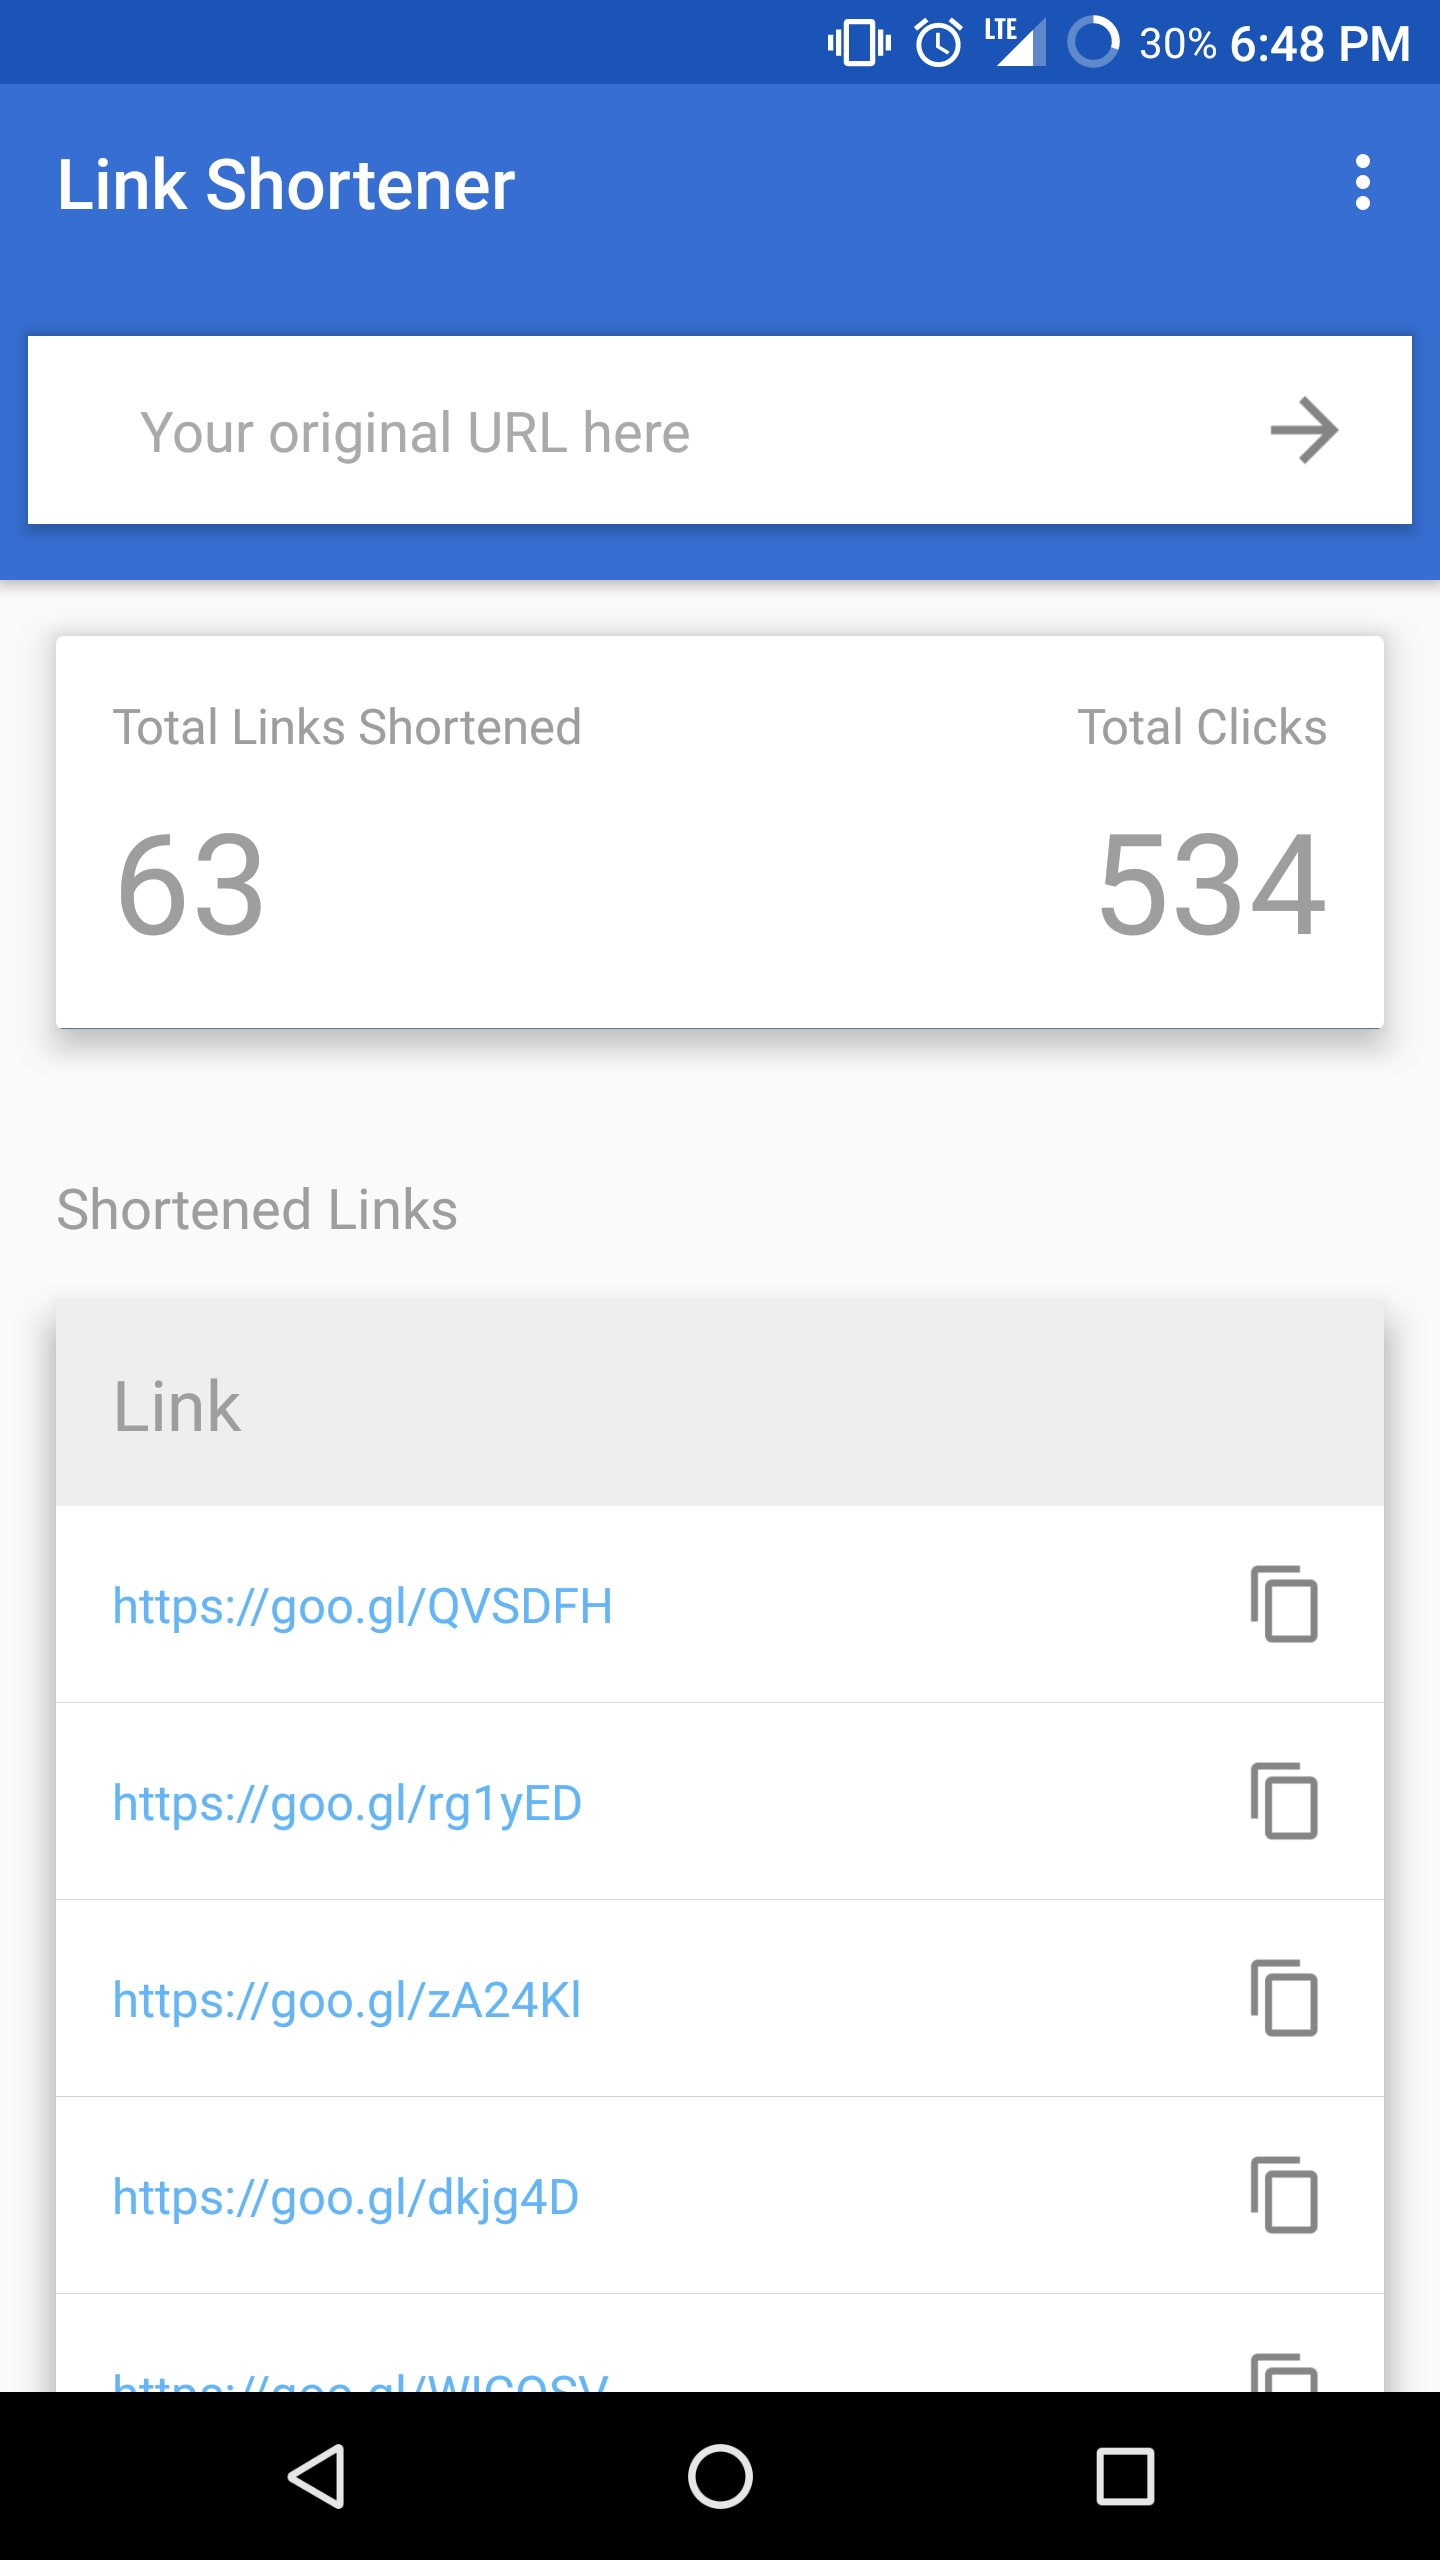 LTE 30% 6:48 PM
Link Shortener
Your original URL here
Total Links Shortened Total Clicks
63 534
Shortened Links
Link
https://goo.gl/QVSDFH
https://goo.gl/rg1yED
https://goo.gl/zA24Kl
https://goo.gl/dkjg4D